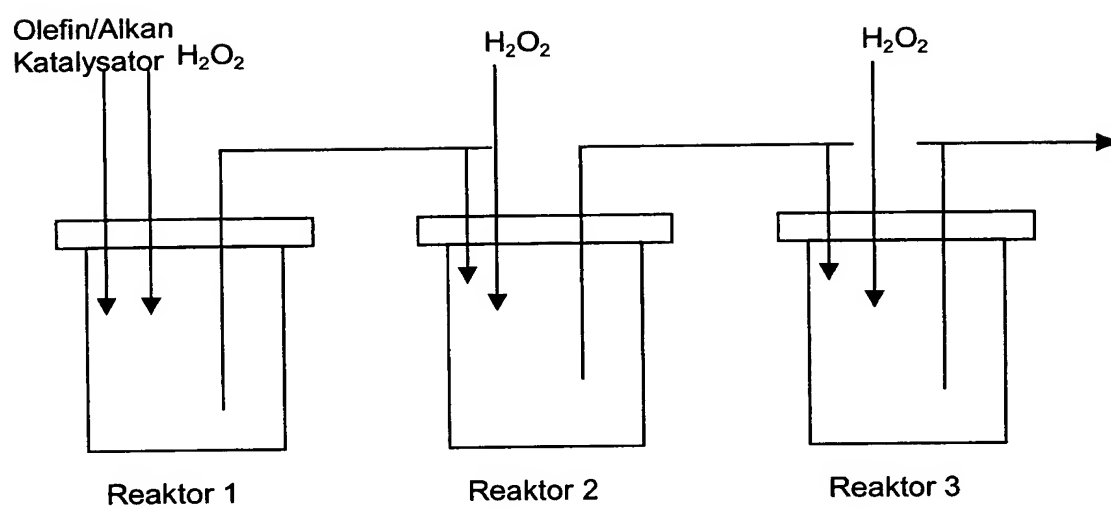 Olefin/Alkan
Katalysator H₂O₂
H₂O₂
H₂O₂
Reaktor 1
Reaktor 2
Reaktor 3